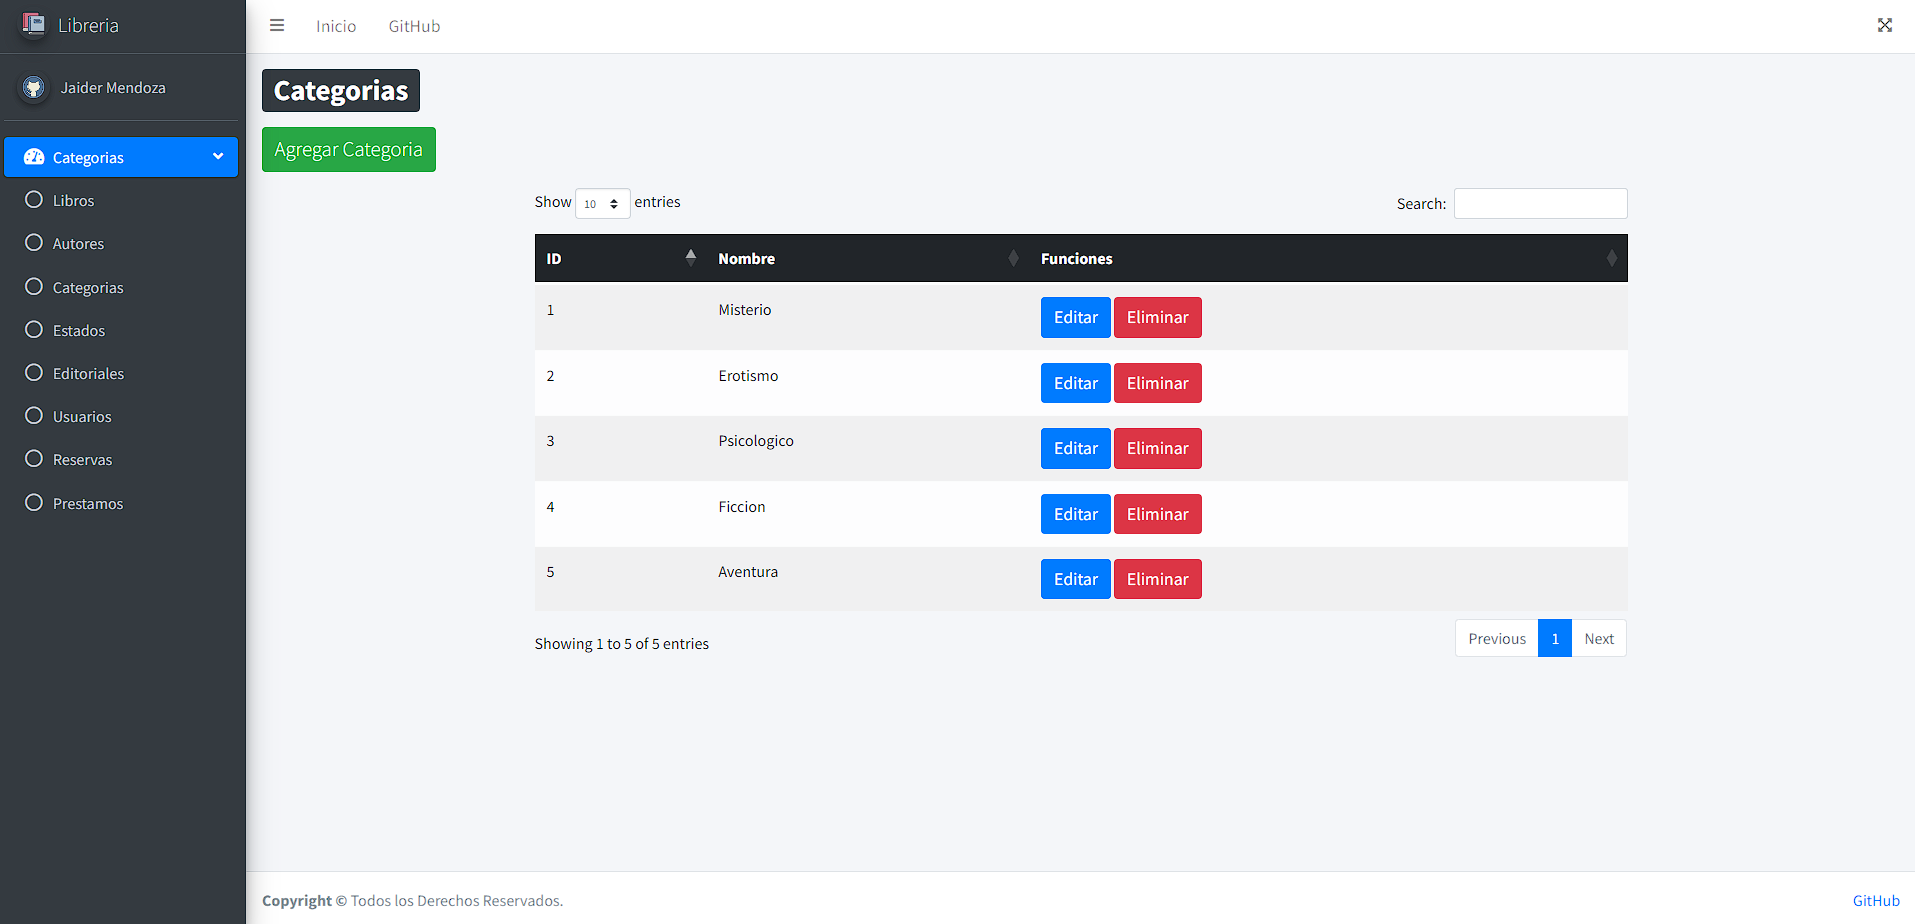 Libreria
Inicio GitHub
Jaider Mendoza
Categorias
Libros
Autores
Categorias
Estados
Editoriales
Usuarios
Reservas
Prestamos
Categorias
Agregar Categoria
Show 10 entries Search:
ID Nombre Funciones
1 Misterio Editar Eliminar
2 Erotismo Editar Eliminar
3 Psicologico Editar Eliminar
4 Ficcion Editar Eliminar
5 Aventura Editar Eliminar
Showing 1 to 5 of 5 entries Previous 1 Next
Copyright © Todos los Derechos Reservados. GitHub